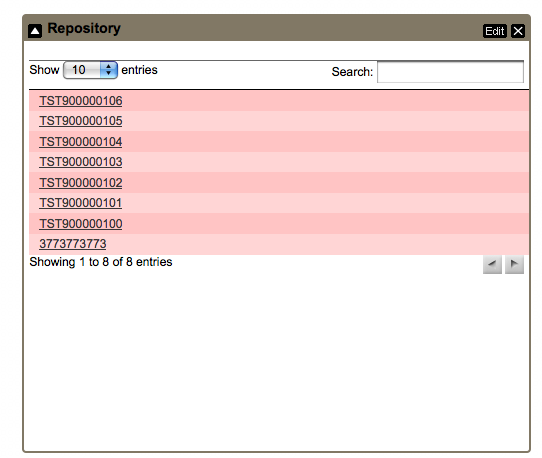 Repository Edit
Show 10 entries Search:
TST900000106
TST900000105
TST900000104
TST900000103
TST900000102
TST900000101
TST900000100
3773773773
Showing 1 to 8 of 8 entries